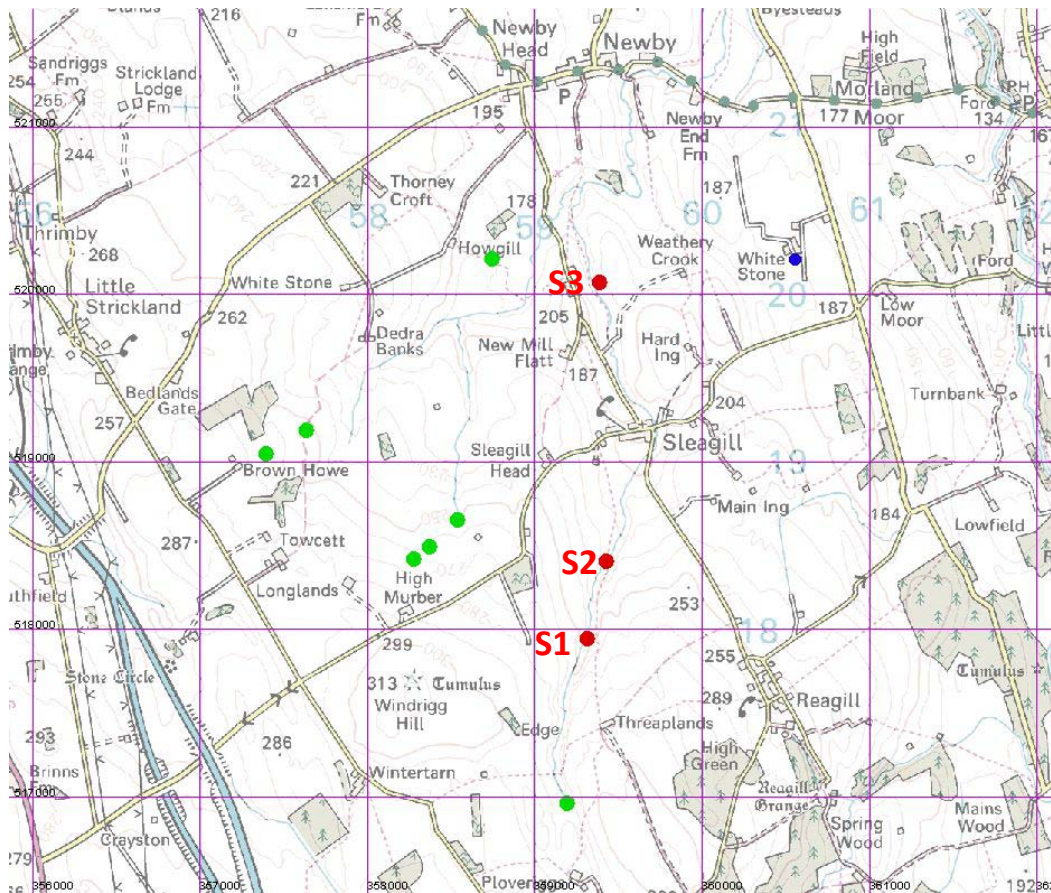 216
Newby
Head
Newby
Byesteads
High
Field
Sandriggs
Fm
Strickland
Lodge
Fm
254
255
P
195
Morland
Moor
177
Ford
134
PH
P
521000
21
Newby
End
Fm
167
244
221
Thorney
Croft
178
187
56
58
59
60
61
62
Thrimby
Howgill
Weathery
Crook
White
Stone
Ford
268
Little
Strickland
White Stone
S3
520000
20
205
187
Low
Moor
262
Dedra
Banks
New Mill
Flatt
Hard
Ing
Bedlands
Gate
187
204
Turnbank
257
Sleagill
Head
Sleagill
519000
19
Brown Howe
Main Ing
287
Towcett
184
Lowfield
S2
Longlands
High
Murber
253
518000
S1
18
299
255
Stone Circle
313
Tumulus
Windrigg
Hill
Tumulus
289
Reagill
293
286
Edge
Threaplands
High
Green
Brinns
Wintertarn
Reagill
Grange
517000
Mains
Wood
Crayston
Spring
Wood
279
192
356000
357000
358000
359000
360000
361000